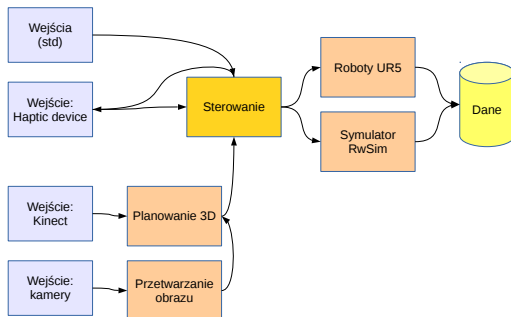 Wejścia
(std)
Wejście:
Haptic device
Sterowanie
Roboty UR5
Symulator
RwSim
Dane
Wejście:
Kinect
Planowanie 3D
Wejście:
kamery
Przetwarzanie
obrazu